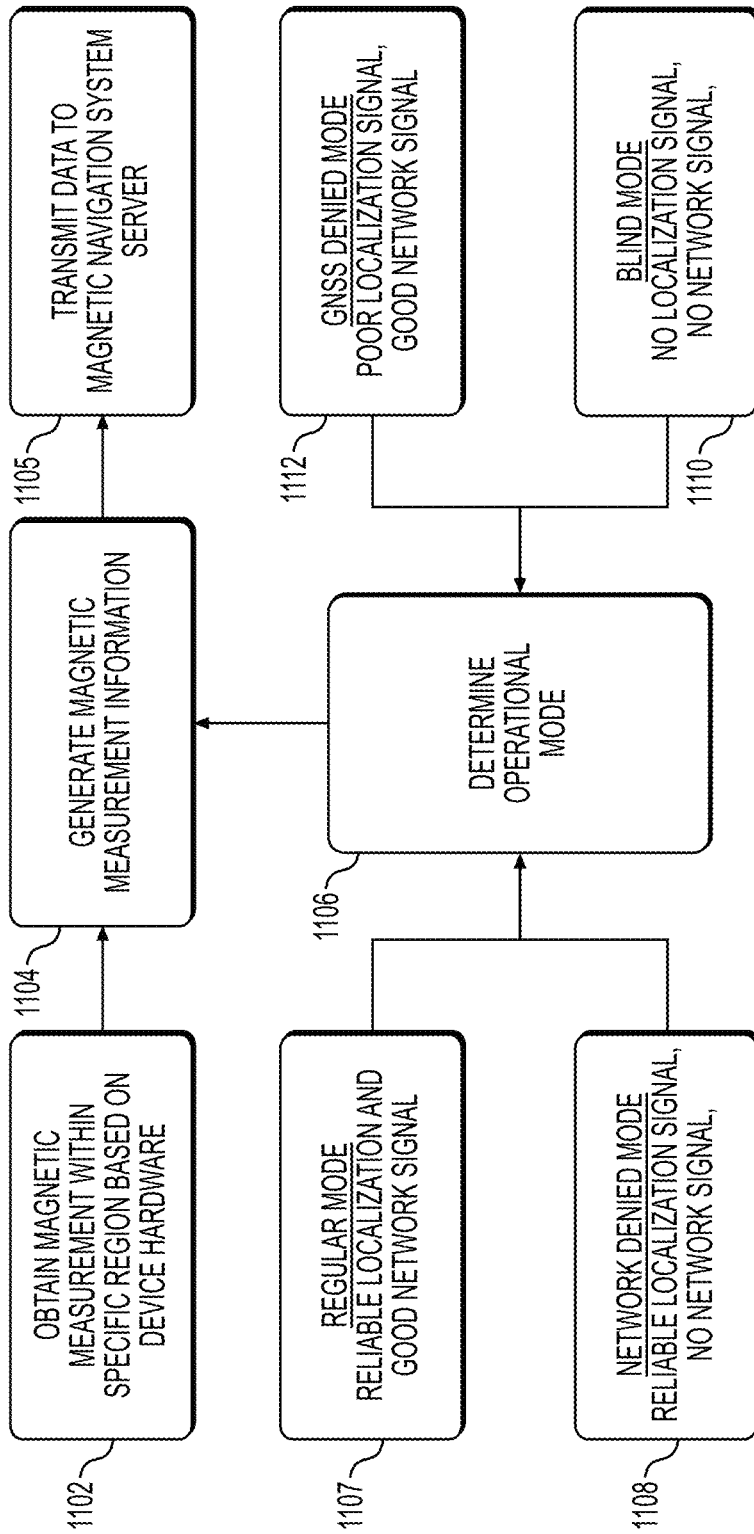 1102
OBTAIN MAGNETIC
MEASUREMENT WITHIN
SPECIFIC REGION BASED ON
DEVICE HARDWARE
1104
GENERATE MAGNETIC
MEASUREMENT INFORMATION
1105
TRANSMIT DATA TO
MAGNETIC NAVIGATION SYSTEM
SERVER
1107
REGULAR MODE
RELIABLE LOCALIZATION AND
GOOD NETWORK SIGNAL
1106
DETERMINE
OPERATIONAL
MODE
1112
GNSS DENIED MODE
POOR LOCALIZATION SIGNAL,
GOOD NETWORK SIGNAL
1108
NETWORK DENIED MODE
RELIABLE LOCALIZATION SIGNAL,
NO NETWORK SIGNAL,
1110
BLIND MODE
NO LOCALIZATION SIGNAL,
NO NETWORK SIGNAL,